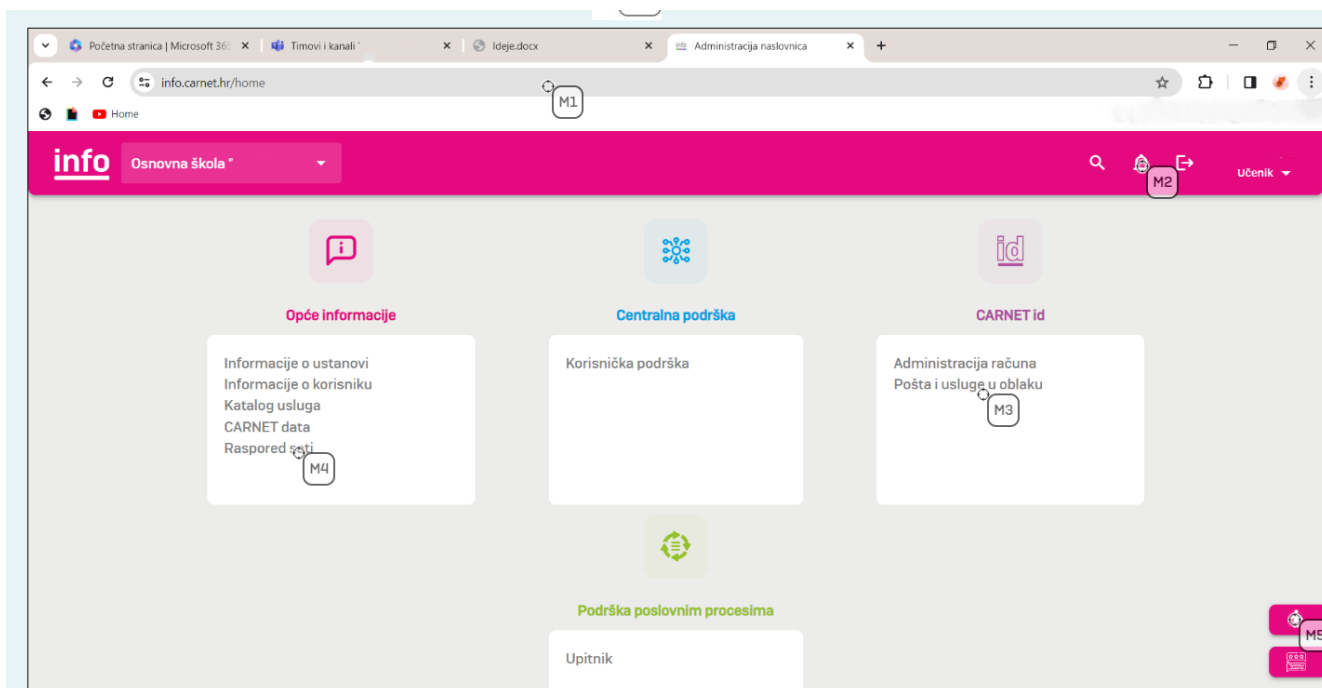 Početna stranica | Microsoft 365 Timovi i kanali Ideje.docx Administracija naslovnica
info.carnet.hr/home
M1
Home
info Osnovna škola " Učenik
M2
id
Opće informacije Centralna podrška CARNET id
Informacije o ustanovi Korisnička podrška Administracija računa
Informacije o korisniku Pošta i usluge u oblaku
Katalog usluga M3
CARNET data
Raspored sati
M4
Podrška poslovnim procesima
Upitnik
M5